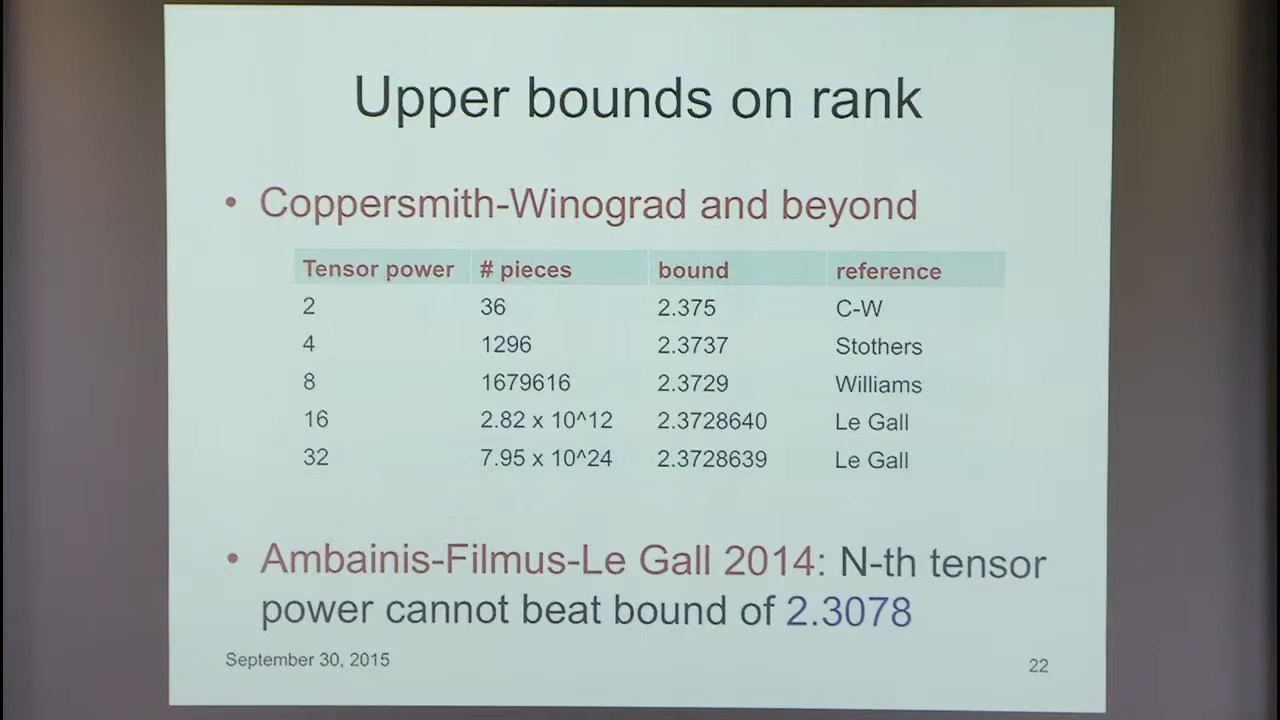 Upper bounds on rank
• Coppersmith-Winograd and beyond
Tensor power # pieces bound reference
2 36 2.375 C-W
4 1296 2.3737 Stothers
8 1679616 2.3729 Williams
16 2.82 x 10^12 2.3728640 Le Gall
32 7.95 x 10^24 2.3728639 Le Gall
• Ambainis-Filmus-Le Gall 2014: N-th tensor
power cannot beat bound of 2.3078
September 30, 2015 22